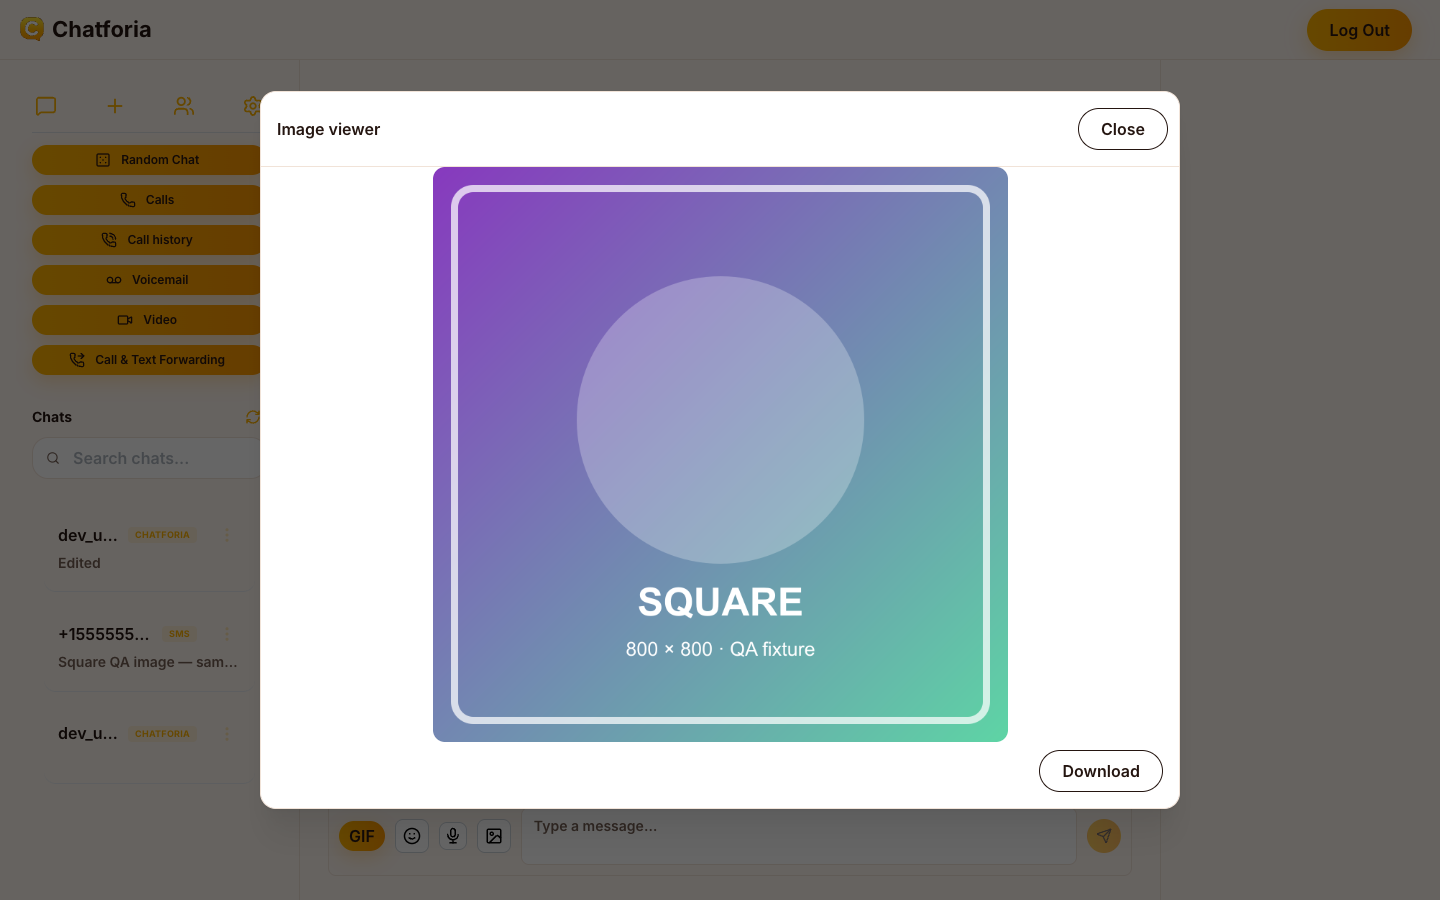 Chatforia
Log Out
Image viewer
Close
Random Chat
Calls
Call history
Voicemail
Video
Call & Text Forwarding
Chats
Search chats...
dev_u... CHATFORIA
Edited
+1555555... SMS
Square QA image — sam...
dev_u... CHATFORIA
SQUARE
800 × 800 · QA fixture
Download
GIF
Type a message...